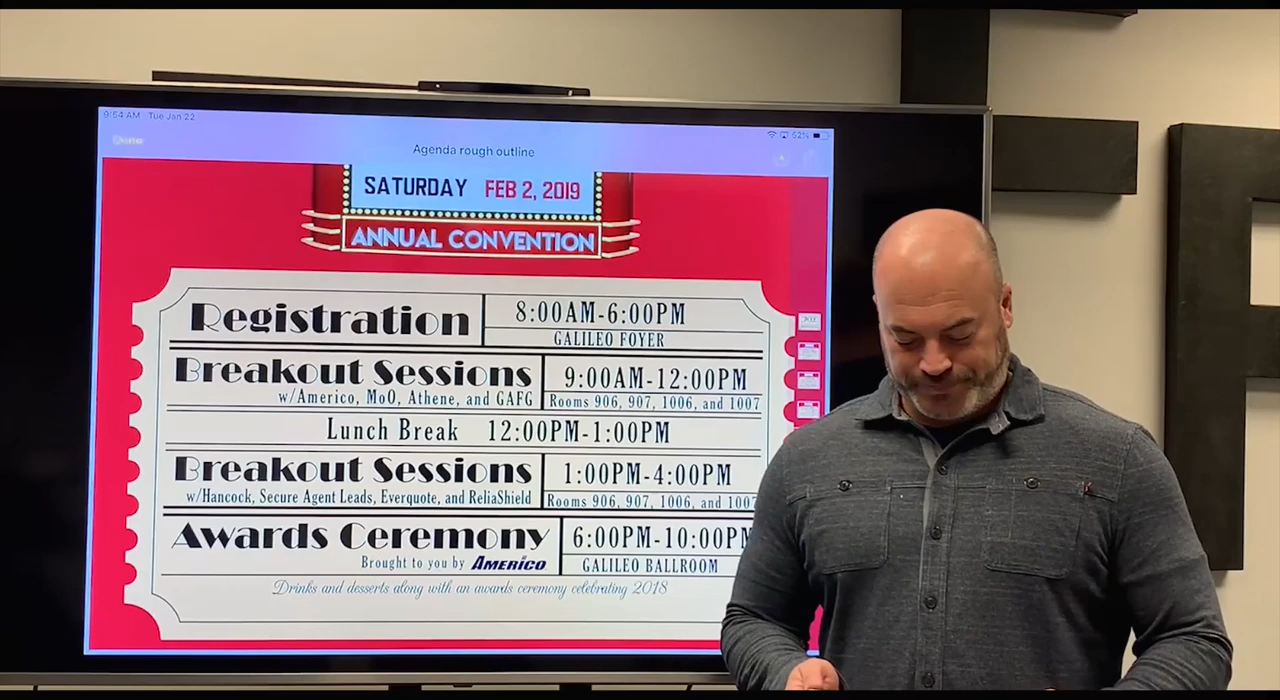 9:54 AM Tue Jan 22
52%
Agenda rough outline
SATURDAY FEB 2, 2019
ANNUAL CONVENTION
Registration
8:00AM-6:00PM
GALILEO FOYER
Breakout Sessions
w/Americo, MoO, Athene, and GAFG
9:00AM-12:00PM
Rooms 906, 907, 1006, and 1007
Lunch Break 12:00PM-1:00PM
Breakout Sessions
w/Hancock, Secure Agent Leads, Everquote, and ReliaShield
1:00PM-4:00PM
Rooms 906, 907, 1006, and 1007
Awards Ceremony
Brought to you by AMERICO
6:00PM-10:00PM
GALILEO BALLROOM
Drinks and desserts along with an awards ceremony celebrating 2018